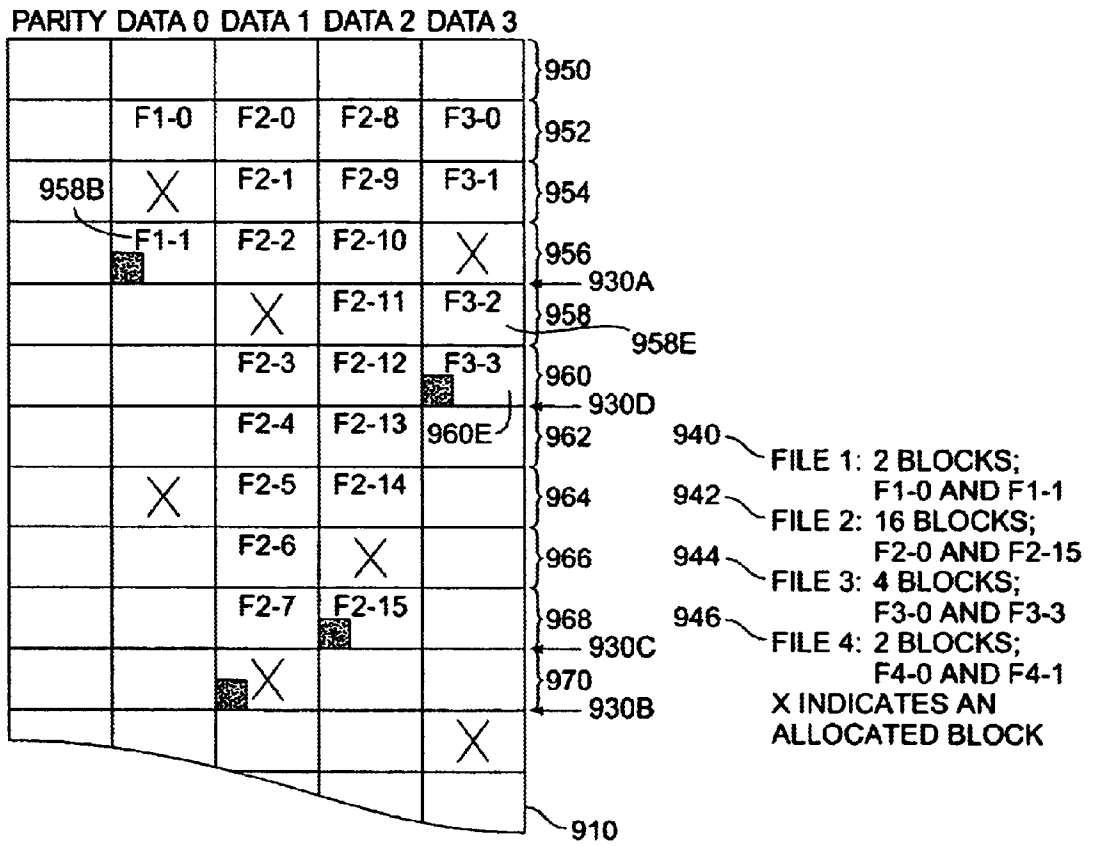 PARITY DATA 0 DATA 1 DATA 2 DATA 3
950
F1-0 F2-0 F2-8 F3-0 952
958B X F2-1 F2-9 F3-1 954
F1-1 F2-2 F2-10 X 956
930A
X F2-11 F3-2 958
958E
F2-3 F2-12 F3-3 960
930D
F2-4 F2-13 960E 962
X F2-5 F2-14 964
F2-6 X 966
F2-7 F2-15 968
930C
X 970
930B
X
910
940 FILE 1: 2 BLOCKS;
F1-0 AND F1-1
942 FILE 2: 16 BLOCKS;
F2-0 AND F2-15
944 FILE 3: 4 BLOCKS;
F3-0 AND F3-3
946 FILE 4: 2 BLOCKS;
F4-0 AND F4-1
X INDICATES AN
ALLOCATED BLOCK